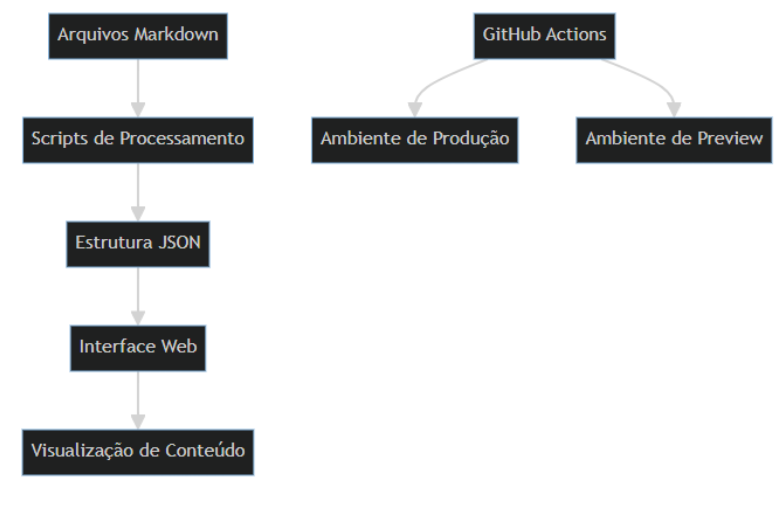 Arquivos Markdown
GitHub Actions
Scripts de Processamento
Ambiente de Produção
Ambiente de Preview
Estrutura JSON
Interface Web
Visualização de Conteúdo